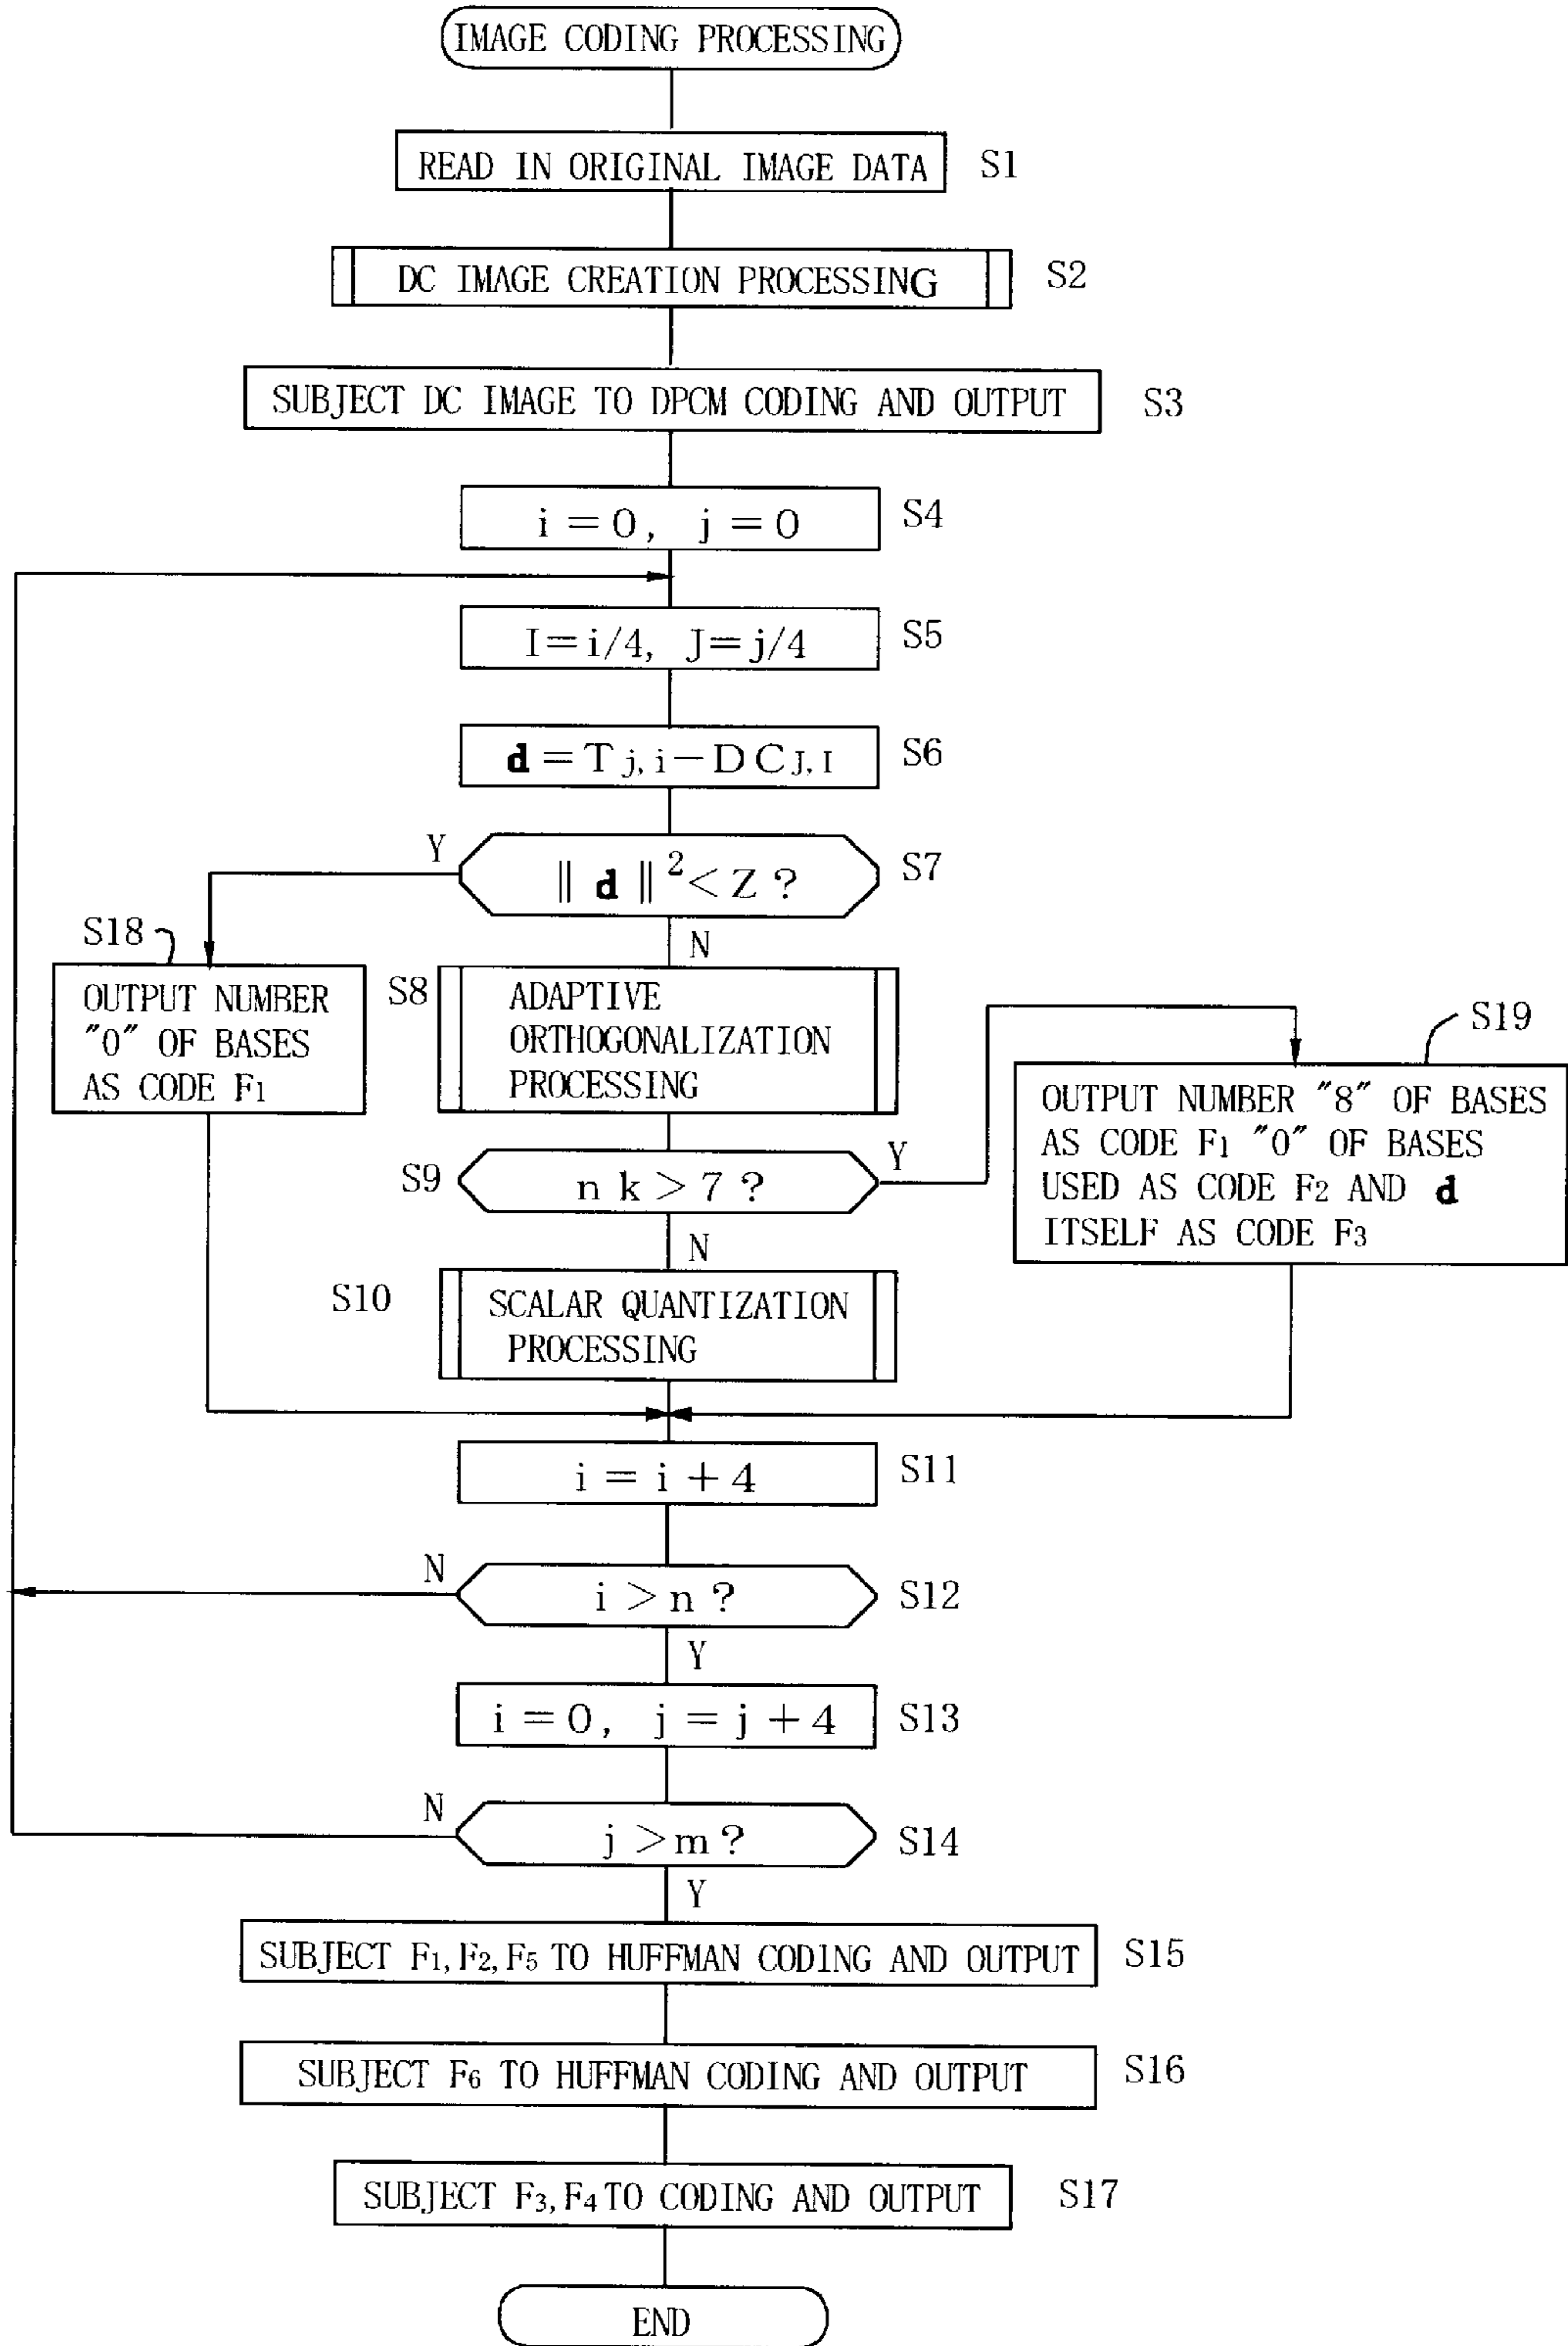 IMAGE CODING PROCESSING
READ IN ORIGINAL IMAGE DATA S1
DC IMAGE CREATION PROCESSING S2
SUBJECT DC IMAGE TO DPCM CODING AND OUTPUT S3
i = 0, j = 0 S4
I=i/4, J=j/4 S5
d = T j, i − D C J, I S6
Y
‖ d ‖ ² < Z ? S7
N
S18
OUTPUT NUMBER
"0" OF BASES
AS CODE F1
S8
ADAPTIVE
ORTHOGONALIZATION
PROCESSING
S19
OUTPUT NUMBER "8" OF BASES
AS CODE F1 "0" OF BASES
USED AS CODE F2 AND d
ITSELF AS CODE F3
S9 n k > 7 ? Y
N
S10
SCALAR QUANTIZATION
PROCESSING
i = i + 4 S11
N
i > n ? S12
Y
i = 0, j = j + 4 S13
N
j > m ? S14
Y
SUBJECT F1, F2, F5 TO HUFFMAN CODING AND OUTPUT S15
SUBJECT F6 TO HUFFMAN CODING AND OUTPUT S16
SUBJECT F3, F4 TO CODING AND OUTPUT S17
END